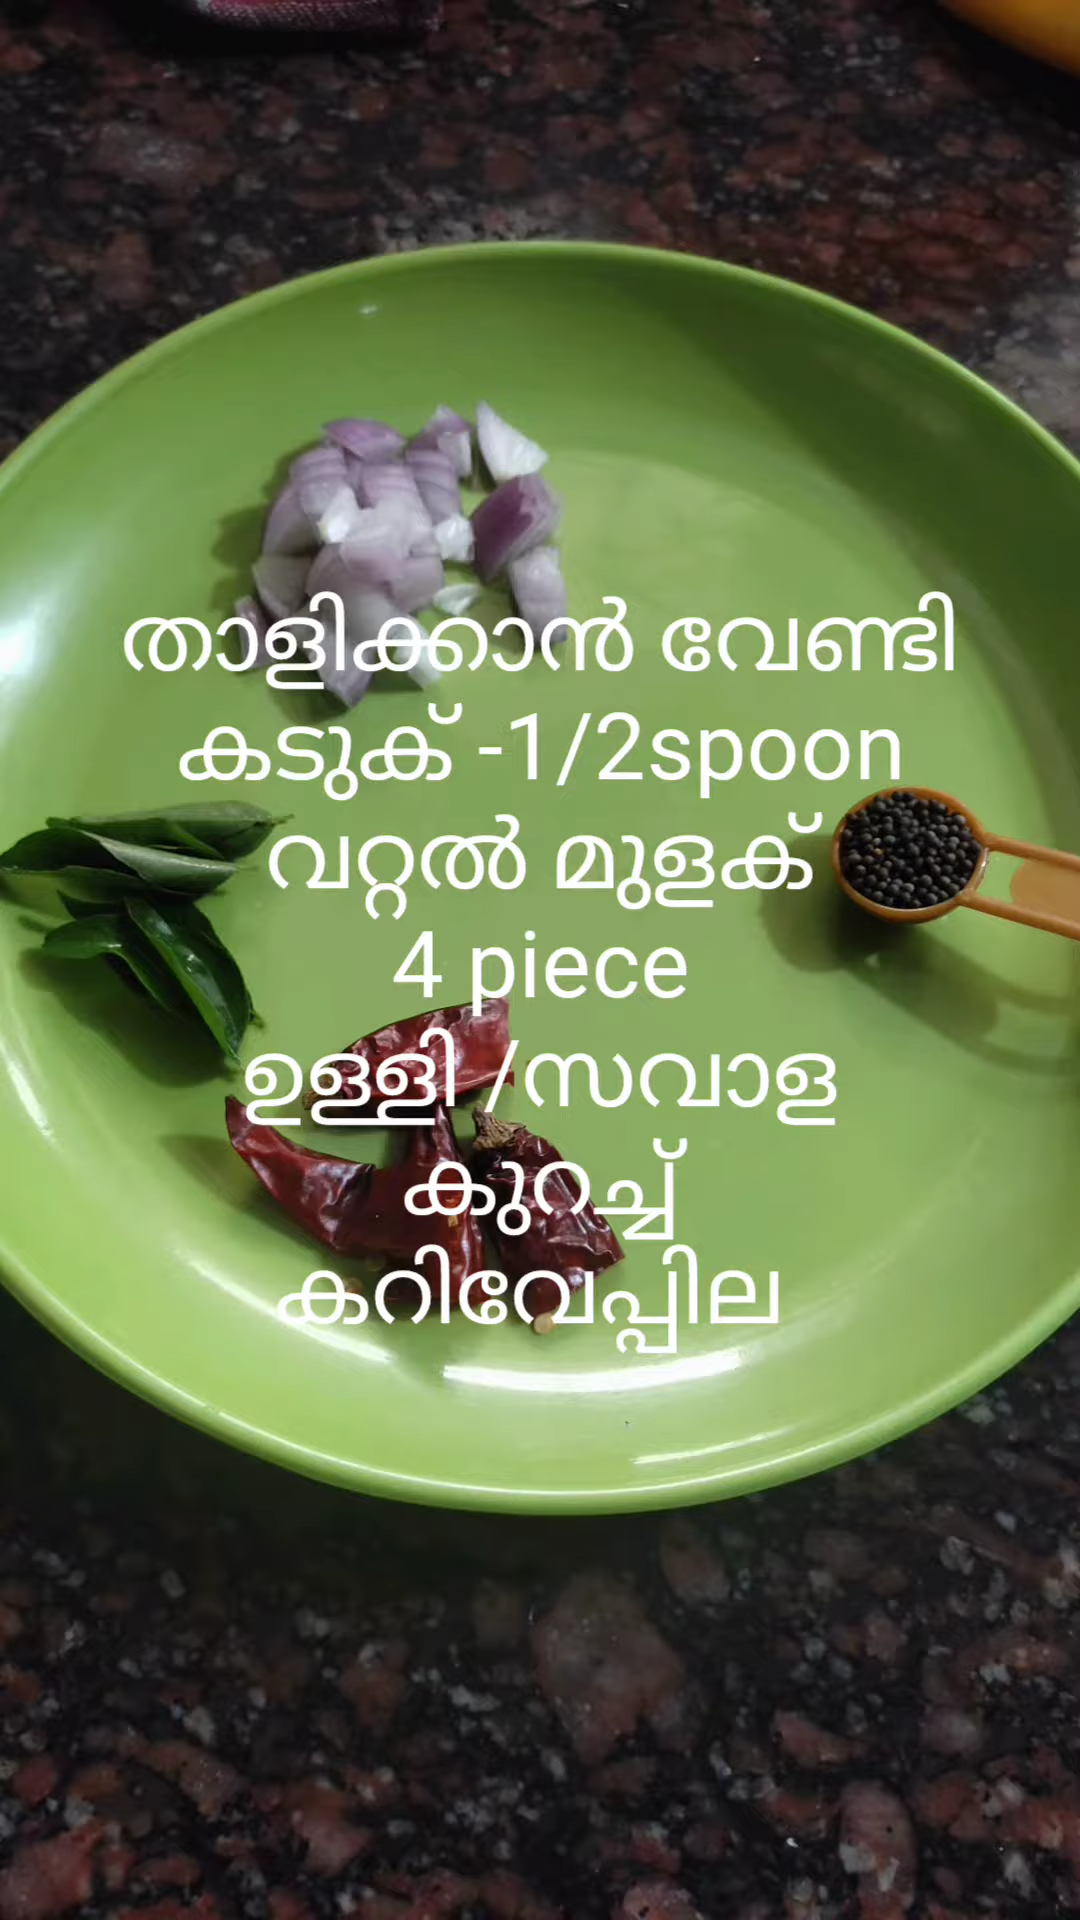 താളിക്കാൻ വേണ്ടി
കടുക് -1/2spoon
വറ്റൽ മുളക്
4 piece
ഉള്ളി /സവാള
കുറച്ച്
കറിവേപ്പില